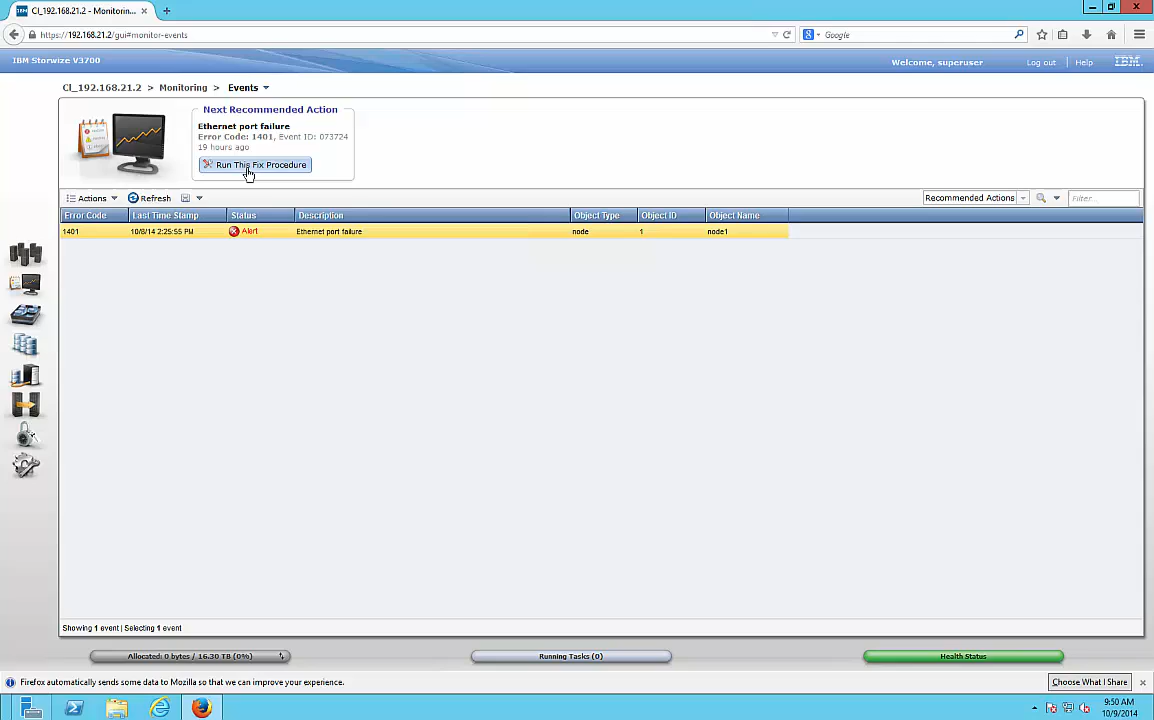 CI_192.168.21.2 - Monitorin...
https://192.168.21.2/gui#monitor-events
Google
IBM Storwize V3700
Welcome, superuser
Log out
Help
IBM.
CI_192.168.21.2 > Monitoring > Events
Next Recommended Action
Ethernet port failure
Error Code: 1401, Event ID: 073724
19 hours ago
Run This Fix Procedure
Actions
Refresh
Recommended Actions
Filter...
Error Code Last Time Stamp Status Description Object Type Object ID Object Name
1401 10/8/14 2:25:55 PM Alert Ethernet port failure node 1 node1
Showing 1 event | Selecting 1 event
Allocated: 0 bytes / 16.30 TB (0%)
Running Tasks (0)
Health Status
Firefox automatically sends some data to Mozilla so that we can improve your experience.
Choose What I Share
9:50 AM
10/9/2014